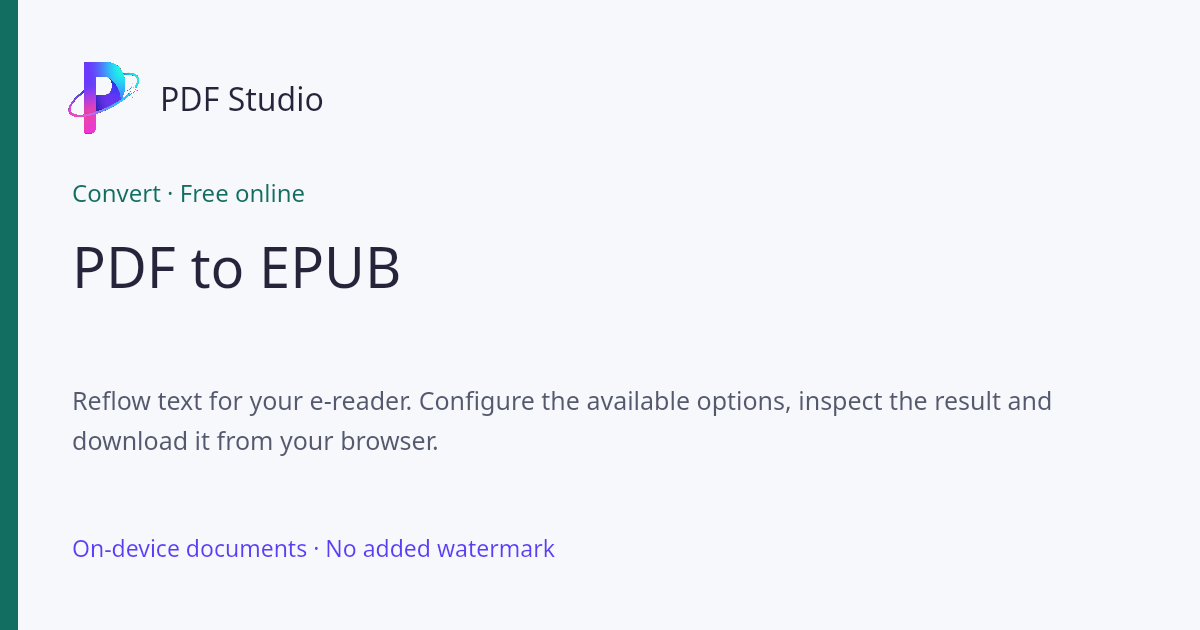 PDF Studio
Convert · Free online
PDF to EPUB
Reflow text for your e-reader. Configure the available options, inspect the result and
download it from your browser.
On-device documents · No added watermark